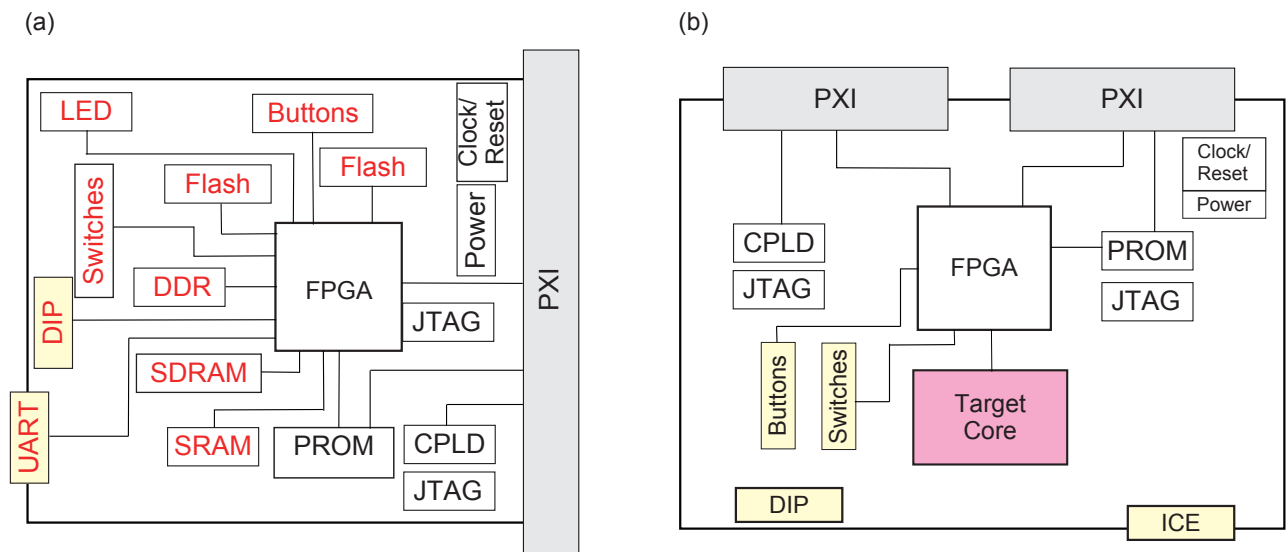 (a)
LED
Buttons
Clock/
Reset
Flash
Flash
Switches
Power
FPGA
DDR
DIP
JTAG
PXI
SDRAM
UART
SRAM
PROM
CPLD
JTAG
(b)
PXI
PXI
Clock/
Reset
Power
CPLD
FPGA
PROM
JTAG
JTAG
Buttons
Switches
Target
Core
DIP
ICE